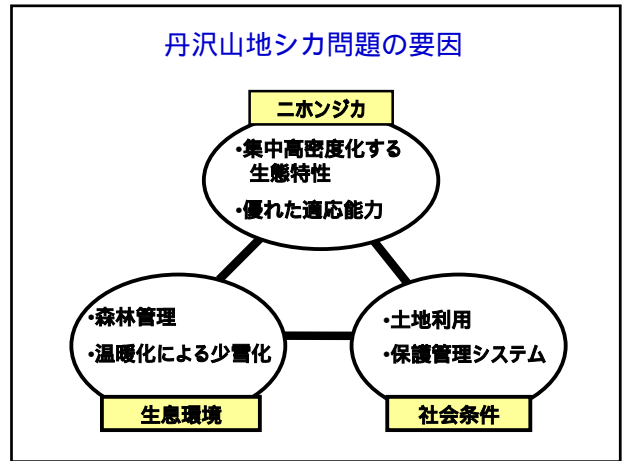 丹沢山地シカ問題の要因
ニホンジカ
・集中高密度化する
生態特性
・優れた適応能力
・森林管理
・温暖化による少雪化
生息環境
・土地利用
・保護管理システム
社会条件